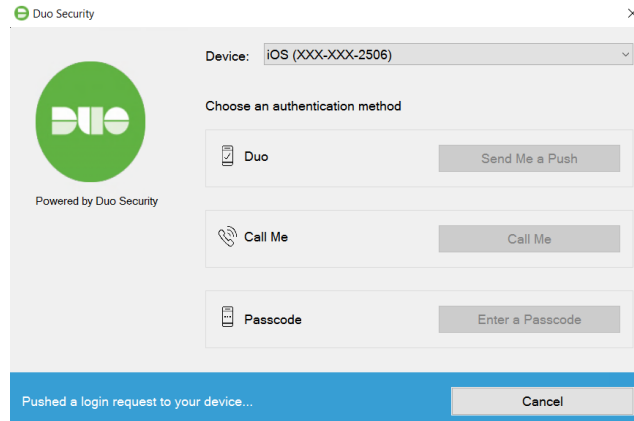 Duo Security
Device: iOS (XXX-XXX-2506)
DUO
Choose an authentication method
Duo Send Me a Push
Powered by Duo Security
Call Me Call Me
Passcode Enter a Passcode
Pushed a login request to your device... Cancel